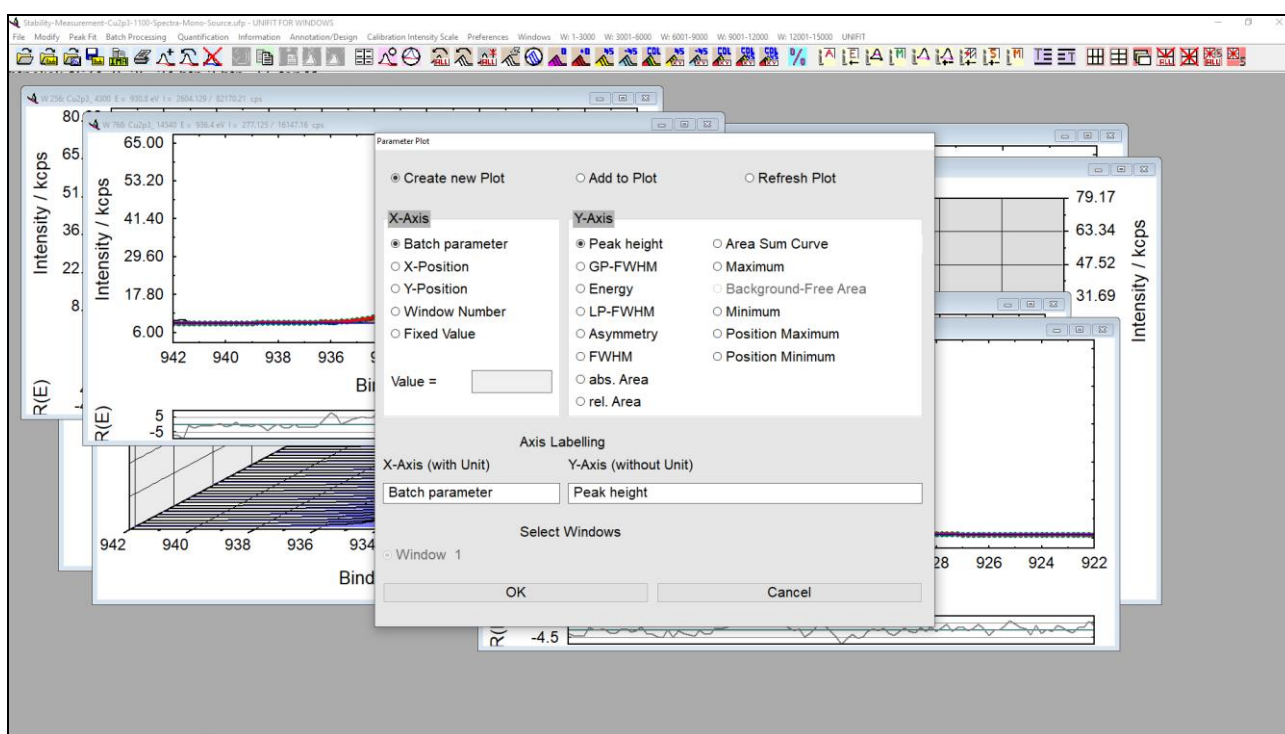 Stability-Measurement-Cu2p3-1100-Spectra-Mono-Source.ufp - UNIFIT FOR WINDOWS
File Modify Peak Fit Batch Processing Quantification Information Annotation/Design Calibration Intensity Scale Preferences Windows W: 1-3000 W: 3001-6000 W: 6001-9000 W: 9001-12000 W: 12001-15000 UNIFIT
W 256: Cu2p3_ 4300 E = 930.8 eV I = 2604.129 / 82170.21 cps
W 766: Cu2p3_ 14540 E = 936.4 eV I = 277.125 / 16147.16 cps
Intensity / kcps
80.
65.
51.
36.
22.
8.
R(E)
Intensity / kcps
65.00
53.20
41.40
29.60
17.80
6.00
942 940 938 936
R(E)
5
-5
942 940 938 936 934
Bind
Parameter Plot
Create new Plot Add to Plot Refresh Plot
X-Axis Y-Axis
Batch parameter Peak height Area Sum Curve
X-Position GP-FWHM Maximum
Y-Position Energy Background-Free Area
Window Number LP-FWHM Minimum
Fixed Value Asymmetry Position Maximum
FWHM Position Minimum
Value = abs. Area
rel. Area
Axis Labelling
X-Axis (with Unit) Y-Axis (without Unit)
Batch parameter Peak height
Select Windows
Window 1
OK Cancel
79.17
63.34
47.52
31.69
Intensity / kcps
28 926 924 922
-4.5